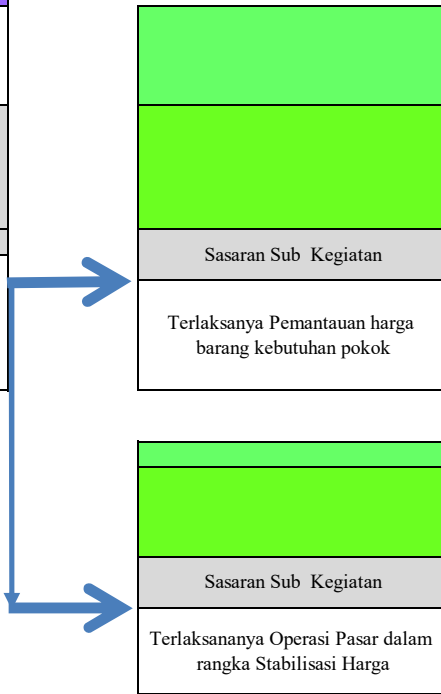 Sasaran Sub  Kegiatan
Terlaksanya Pemantauan harga
barang kebutuhan pokok
Sasaran Sub  Kegiatan
Terlaksananya Operasi Pasar dalam
rangka Stabilisasi Harga